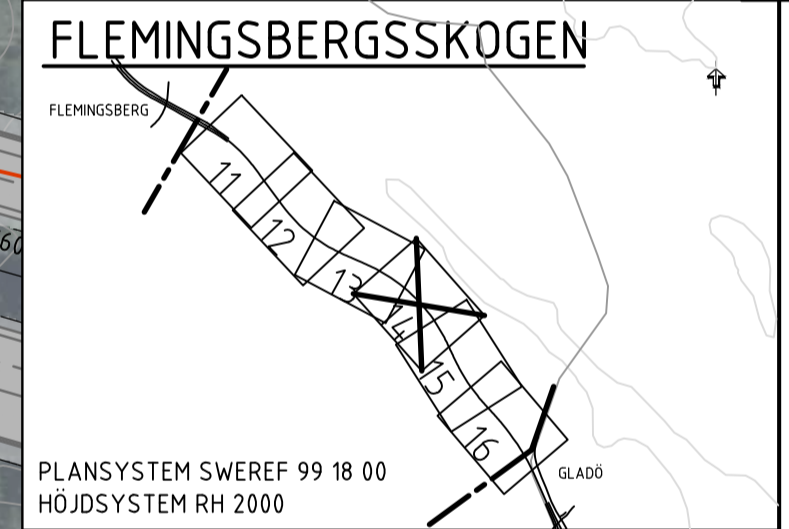 FLEMINGSBERGSSKOGEN
FLEMINGSBERG
11
12
13
14
15
16
GLADÖ
PLANSYSTEM SWEREF 99 18 00
HÖJDSYSTEM RH 2000